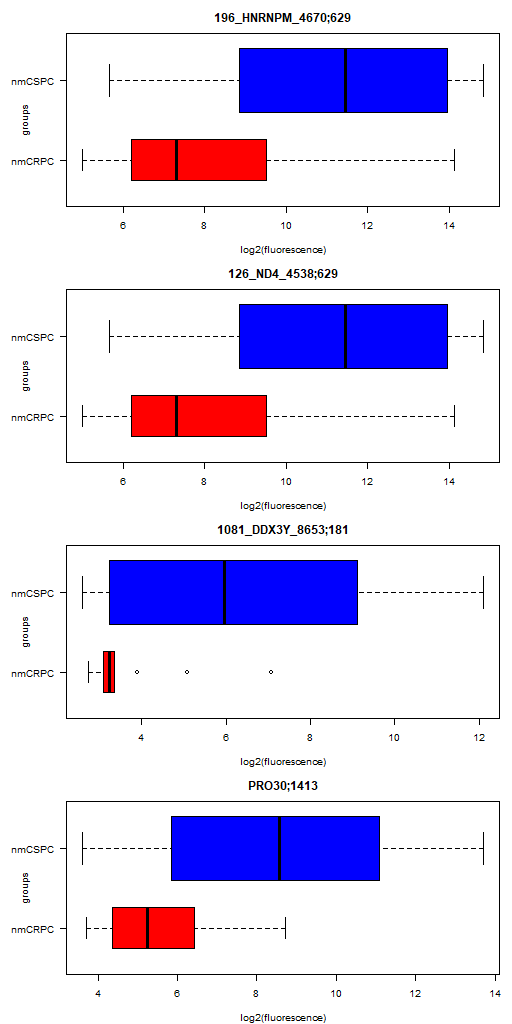 196_HNRNPM_4670;629
nmCSPC
groups
nmCRPC
6 8 10 12 14
log2(fluorescence)
126_ND4_4538;629
nmCSPC
groups
nmCRPC
6 8 10 12 14
log2(fluorescence)
1081_DDX3Y_8653;181
nmCSPC
groups
nmCRPC
4 6 8 10 12
log2(fluorescence)
PRO30;1413
nmCSPC
groups
nmCRPC
4 6 8 10 12 14
log2(fluorescence)